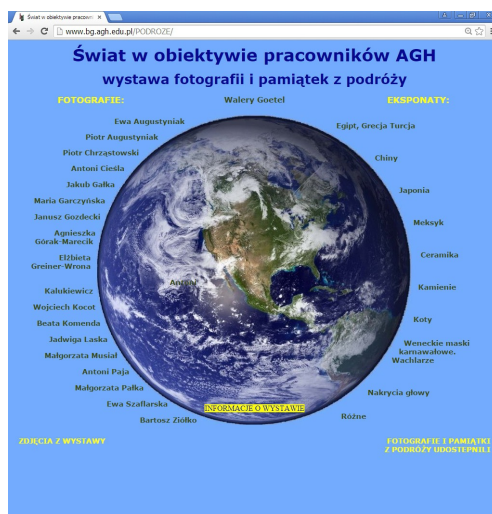 Świat w obiektywie pracown
www.bg.agh.edu.pl/PODROZE/
Świat w obiektywie pracowników AGH
wystawa fotografii i pamiątek z podróży
FOTOGRAFIE:
Walery Goetel
EKSPONATY:
Ewa Augustyniak
Piotr Augustyniak
Piotr Chrząstowski
Antoni Cieśla
Jakub Gałka
Maria Garczyńska
Janusz Gozdecki
Agnieszka
Górak-Marecik
Elżbieta
Greiner-Wrona
Antoni
Kalukiewicz
Wojciech Kocot
Beata Komenda
Jadwiga Laska
Małgorzata Musiał
Antoni Paja
Małgorzata Pałka
Ewa Szaflarska
Bartosz Ziółko
Egipt, Grecja Turcja
Chiny
Japonia
Meksyk
Ceramika
Kamienie
Koty
Weneckie maski
karnawałowe.
Wachlarze
Nakrycia głowy
Różne
INFORMACJE O WYSTAWIE
ZDJĘCIA Z WYSTAWY
FOTOGRAFIE I PAMIĄTKI
Z PODRÓŻY UDOSTEPNILI